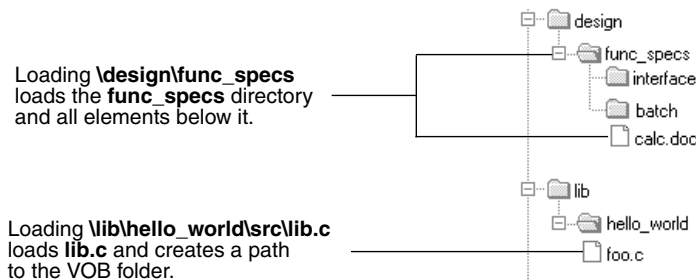 design
func_specs
interface
batch
calc.doc
Loading \design\func_specs
loads the func_specs directory
and all elements below it.
lib
hello_world
foo.c
Loading \lib\hello_world\src\lib.c
loads lib.c and creates a path
to the VOB folder.